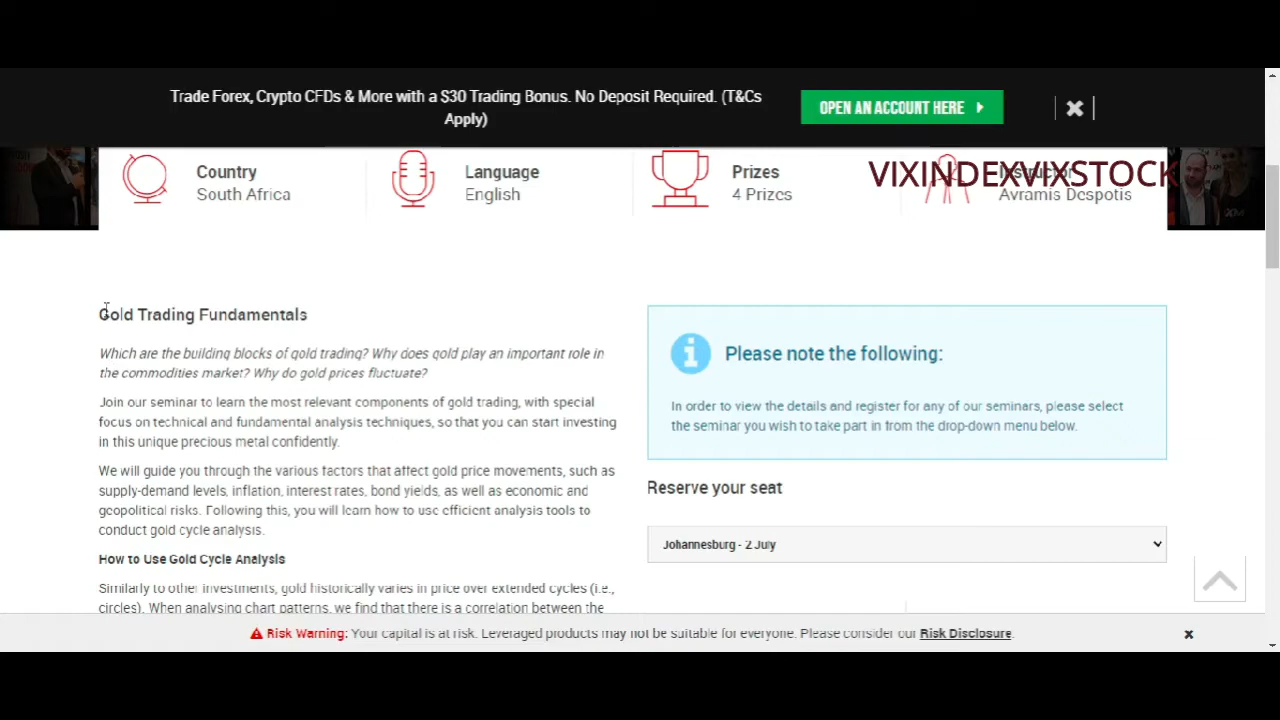 Trade Forex, Crypto CFDs & More with a $30 Trading Bonus. No Deposit Required. (T&Cs
Apply)
OPEN AN ACCOUNT HERE
Country
South Africa
Language
English
Prizes
4 Prizes
VIXINDEXVIXSTOCK
Instructor
Avramis Despotis
Gold Trading Fundamentals
Which are the building blocks of gold trading? Why does gold play an important role in
the commodities market? Why do gold prices fluctuate?
Join our seminar to learn the most relevant components of gold trading, with special
focus on technical and fundamental analysis techniques, so that you can start investing
in this unique precious metal confidently.
We will guide you through the various factors that affect gold price movements, such as
supply-demand levels, inflation, interest rates, bond yields, as well as economic and
geopolitical risks. Following this, you will learn how to use efficient analysis tools to
conduct gold cycle analysis.
How to Use Gold Cycle Analysis
Similarly to other investments, gold historically varies in price over extended cycles (i.e.,
circles). When analysing chart patterns, we find that there is a correlation between the
Please note the following:
In order to view the details and register for any of our seminars, please select
the seminar you wish to take part in from the drop-down menu below.
Reserve your seat
Johannesburg - 2 July
Risk Warning: Your capital is at risk. Leveraged products may not be suitable for everyone. Please consider our Risk Disclosure.